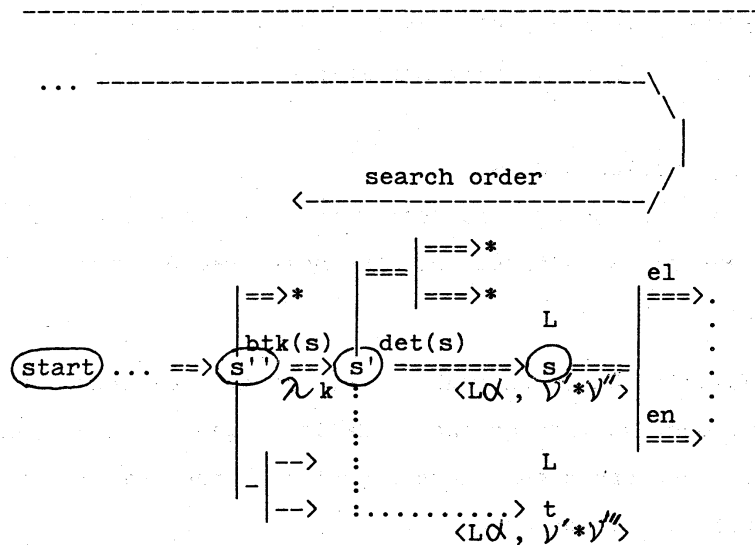 ...
search order
===>*
===
==>* ===>* el
===>.
btk(s) det(s) L
start ... ==> s'' ==> s' ========> s ====
λk <Lα, ν'*ν''>
en
===>
--> L
- --> :..........> t
<Lα, ν'*ν'''>